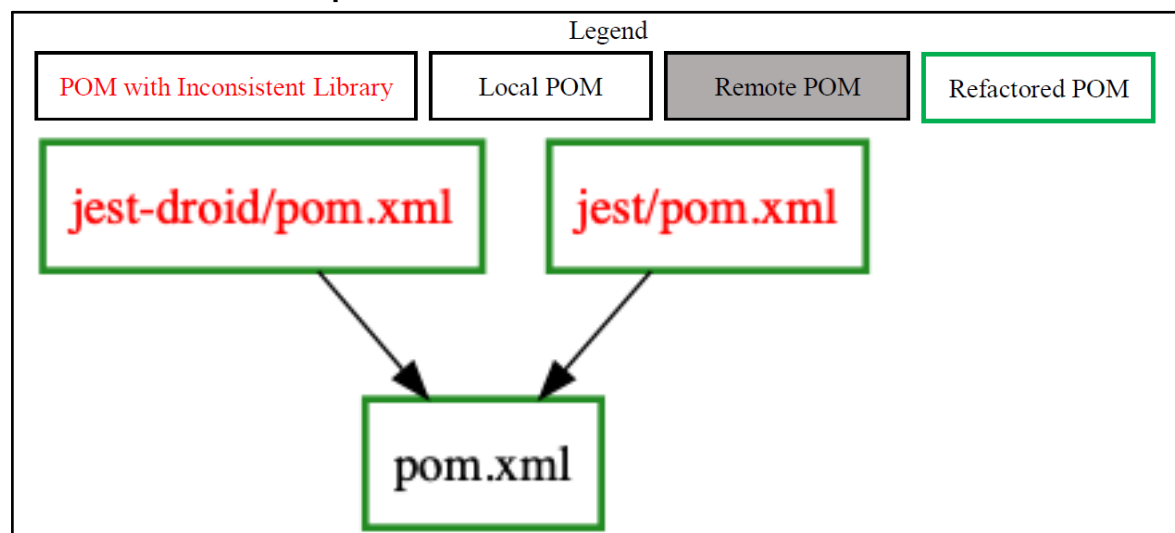 Legend
POM with Inconsistent Library
Local POM
Remote POM
Refactored POM
jest-droid/pom.xml
jest/pom.xml
pom.xml